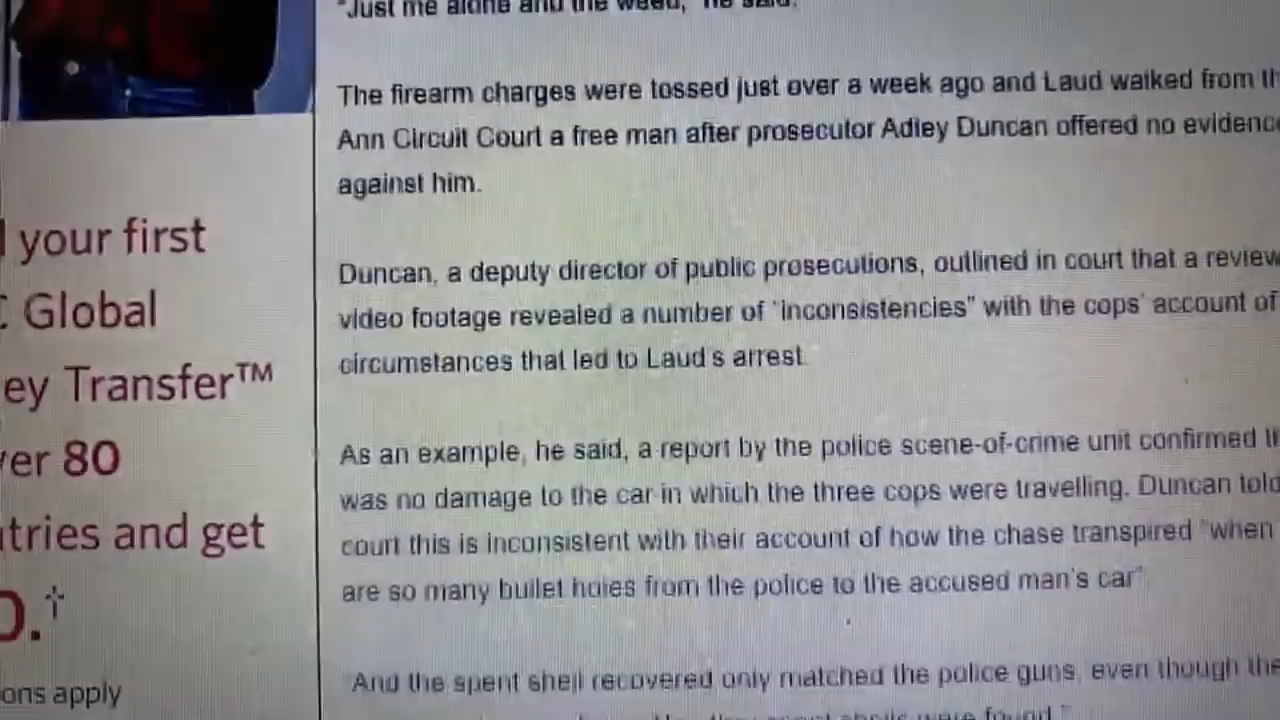 "Just me alone and the weed," he said.
The firearm charges were tossed just over a week ago and Laud walked from
Ann Circuit Court a free man after prosecutor Adley Duncan offered no evidence
against him.
Duncan, a deputy director of public prosecutions, outlined in court that a review
video footage revealed a number of "inconsistencies" with the cops' account of
circumstances that led to Laud's arrest.
As an example, he said, a report by the police scene-of-crime unit confirmed
was no damage to the car in which the three cops were travelling. Duncan told
court this is inconsistent with their account of how the chase transpired "when
are so many bullet holes from the police to the accused man's car".
And the spent shell recovered only matched the police guns, even though
shells were found."
your first
Global
ey Transfer™
er 80
tries and get
.†
ons apply